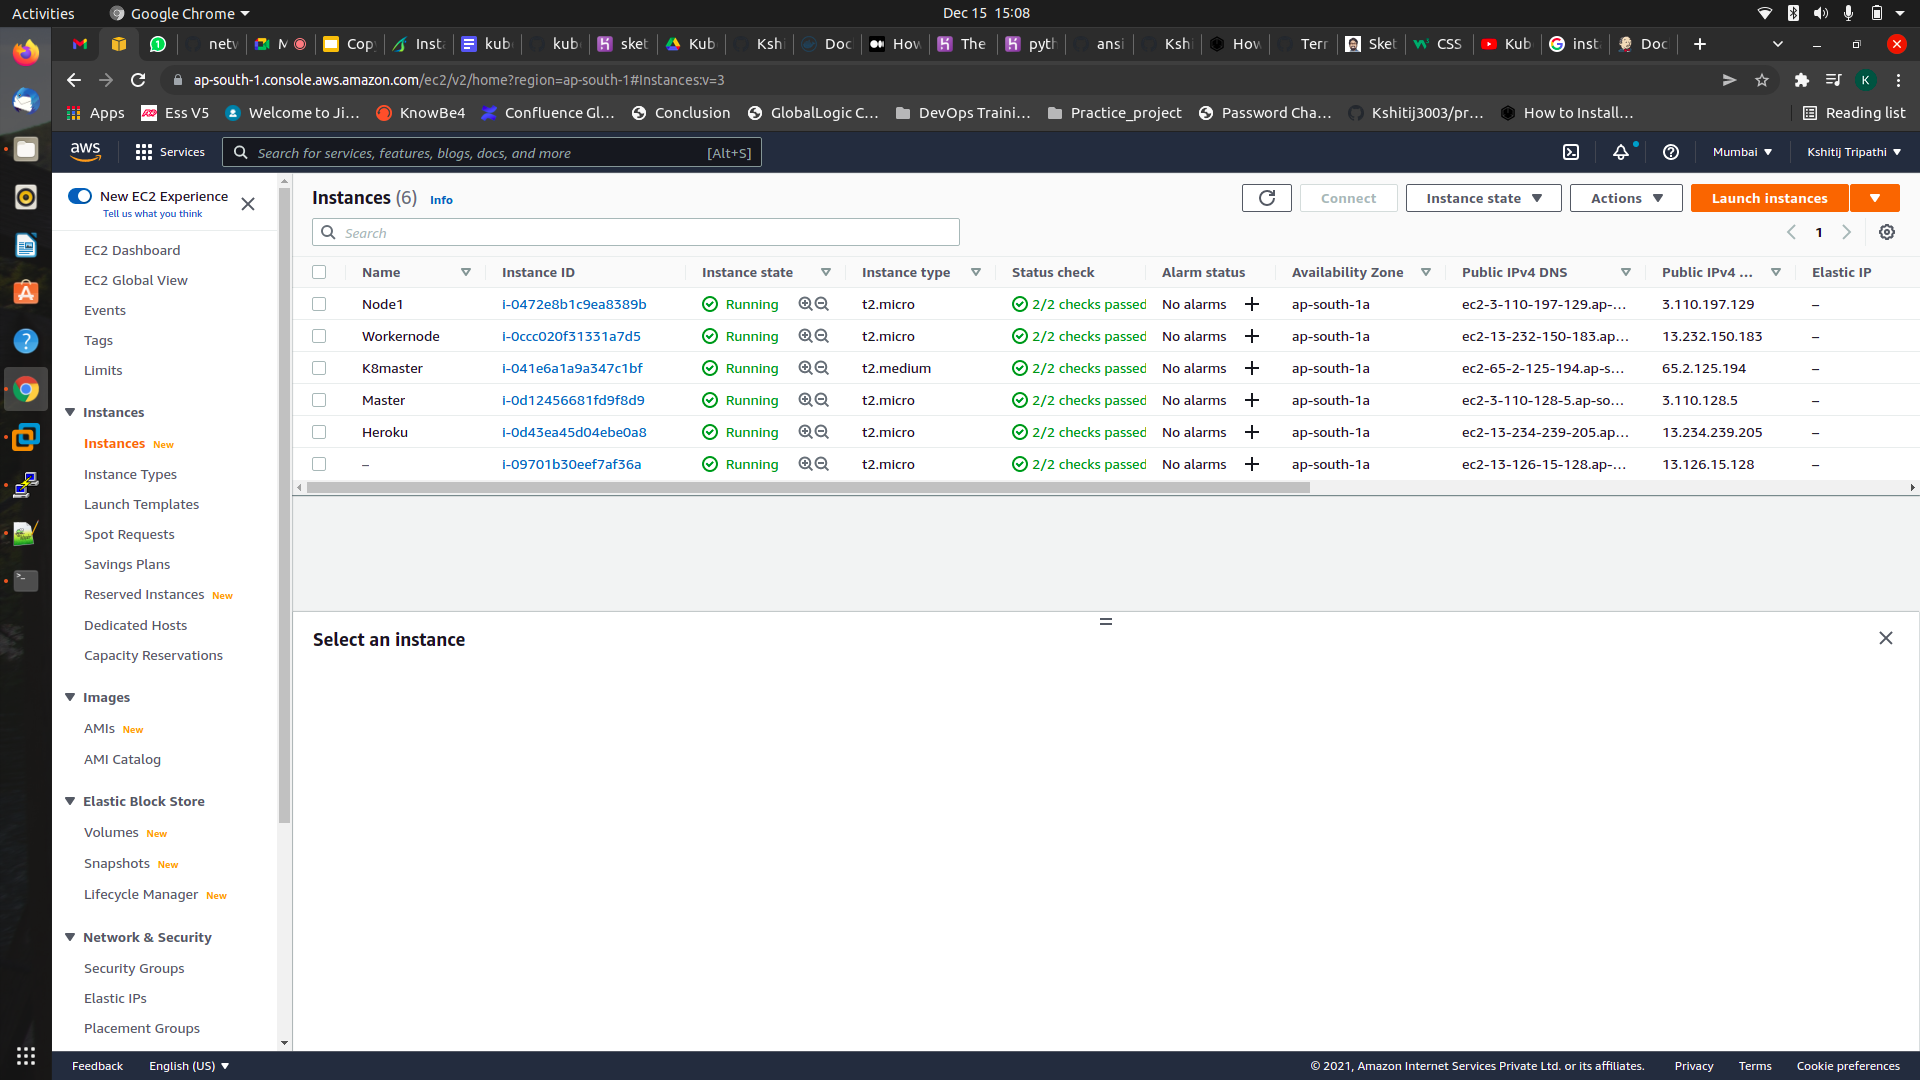 Activities Google Chrome Dec 15 15:08
netw M Cop Inst kub kub sket Kub Kshi Doc How The pyth ansi Kshi How Terr Sket CSS Kub inst Doc
ap-south-1.console.aws.amazon.com/ec2/v2/home?region=ap-south-1#Instances:v=3 K
Apps Ess V5 Welcome to Ji... KnowBe4 Confluence Gl... Conclusion GlobalLogic C... DevOps Traini... Practice_project Password Cha... Kshitij3003/pr... How to Install... Reading list
aws Services Search for services, features, blogs, docs, and more [Alt+S] Mumbai Kshitij Tripathi
New EC2 Experience
Tell us what you think
EC2 Dashboard
EC2 Global View
Events
Tags
Limits
Instances
Instances New
Instance Types
Launch Templates
Spot Requests
Savings Plans
Reserved Instances New
Dedicated Hosts
Capacity Reservations
Images
AMIs New
AMI Catalog
Elastic Block Store
Volumes New
Snapshots New
Lifecycle Manager New
Network & Security
Security Groups
Elastic IPs
Placement Groups
Instances (6) Info Connect Instance state Actions Launch instances
Search 1
Name Instance ID Instance state Instance type Status check Alarm status Availability Zone Public IPv4 DNS Public IPv4 ... Elastic IP
Node1 i-0472e8b1c9ea8389b Running t2.micro 2/2 checks passed No alarms + ap-south-1a ec2-3-110-197-129.ap-... 3.110.197.129 –
Workernode i-0ccc020f31331a7d5 Running t2.micro 2/2 checks passed No alarms + ap-south-1a ec2-13-232-150-183.ap... 13.232.150.183 –
K8master i-041e6a1a9a347c1bf Running t2.medium 2/2 checks passed No alarms + ap-south-1a ec2-65-2-125-194.ap-s... 65.2.125.194 –
Master i-0d12456681fd9f8d9 Running t2.micro 2/2 checks passed No alarms + ap-south-1a ec2-3-110-128-5.ap-so... 3.110.128.5 –
Heroku i-0d43ea45d04ebe0a8 Running t2.micro 2/2 checks passed No alarms + ap-south-1a ec2-13-234-239-205.ap... 13.234.239.205 –
– i-09701b30eef7af36a Running t2.micro 2/2 checks passed No alarms + ap-south-1a ec2-13-126-15-128.ap-... 13.126.15.128 –
Select an instance
Feedback English (US) © 2021, Amazon Internet Services Private Ltd. or its affiliates. Privacy Terms Cookie preferences